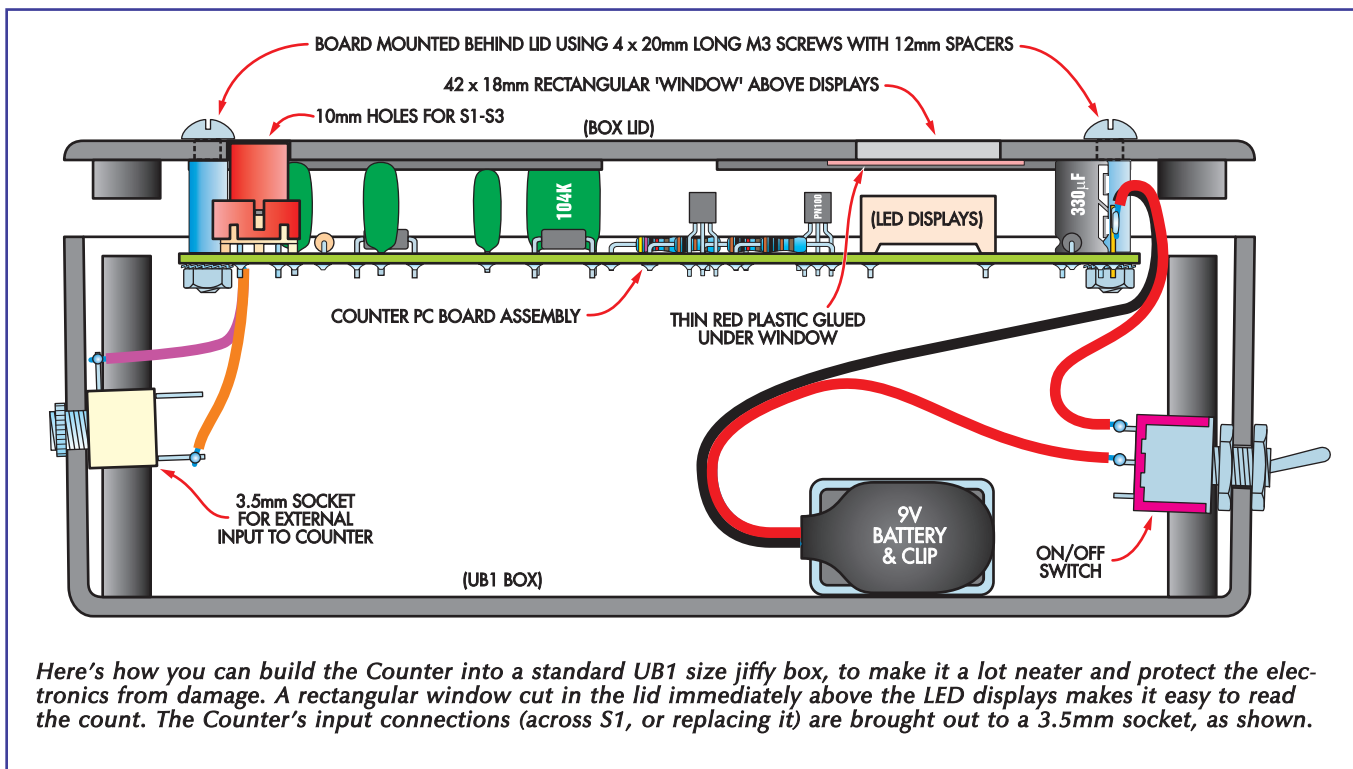 BOARD MOUNTED BEHIND LID USING 4 x 20mm LONG M3 SCREWS WITH 12mm SPACERS
42 x 18mm RECTANGULAR 'WINDOW' ABOVE DISPLAYS
10mm HOLES FOR S1-S3
(BOX LID)
104K
PN100
(LED DISPLAYS)
330µF
COUNTER PC BOARD ASSEMBLY
THIN RED PLASTIC GLUED
UNDER WINDOW
3.5mm SOCKET
FOR EXTERNAL
INPUT TO COUNTER
9V
BATTERY
& CLIP
ON/OFF
SWITCH
(UB1 BOX)
Here's how you can build the Counter into a standard UB1 size jiffy box, to make it a lot neater and protect the elec-
tronics from damage. A rectangular window cut in the lid immediately above the LED displays makes it easy to read
the count. The Counter's input connections (across S1, or replacing it) are brought out to a 3.5mm socket, as shown.